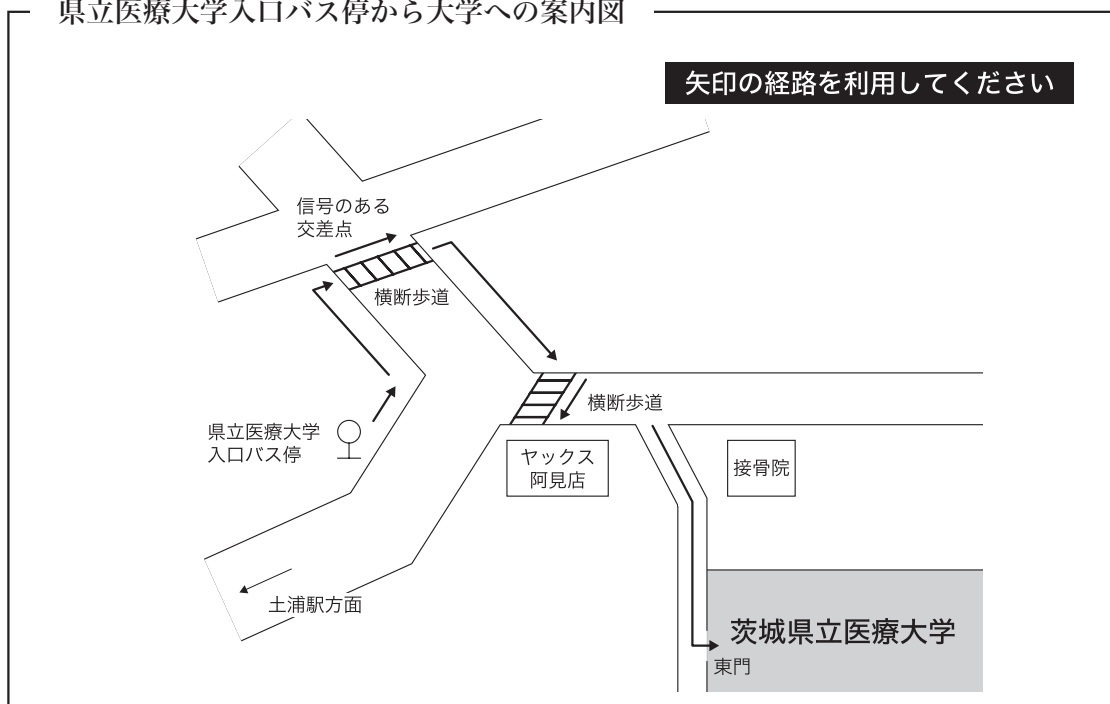 県立医療大学入口バス停から大学への案内図
矢印の経路を利用してください
信号のある
交差点
横断歩道
横断歩道
県立医療大学
入口バス停
ヤックス
阿見店
接骨院
土浦駅方面
茨城県立医療大学
東門